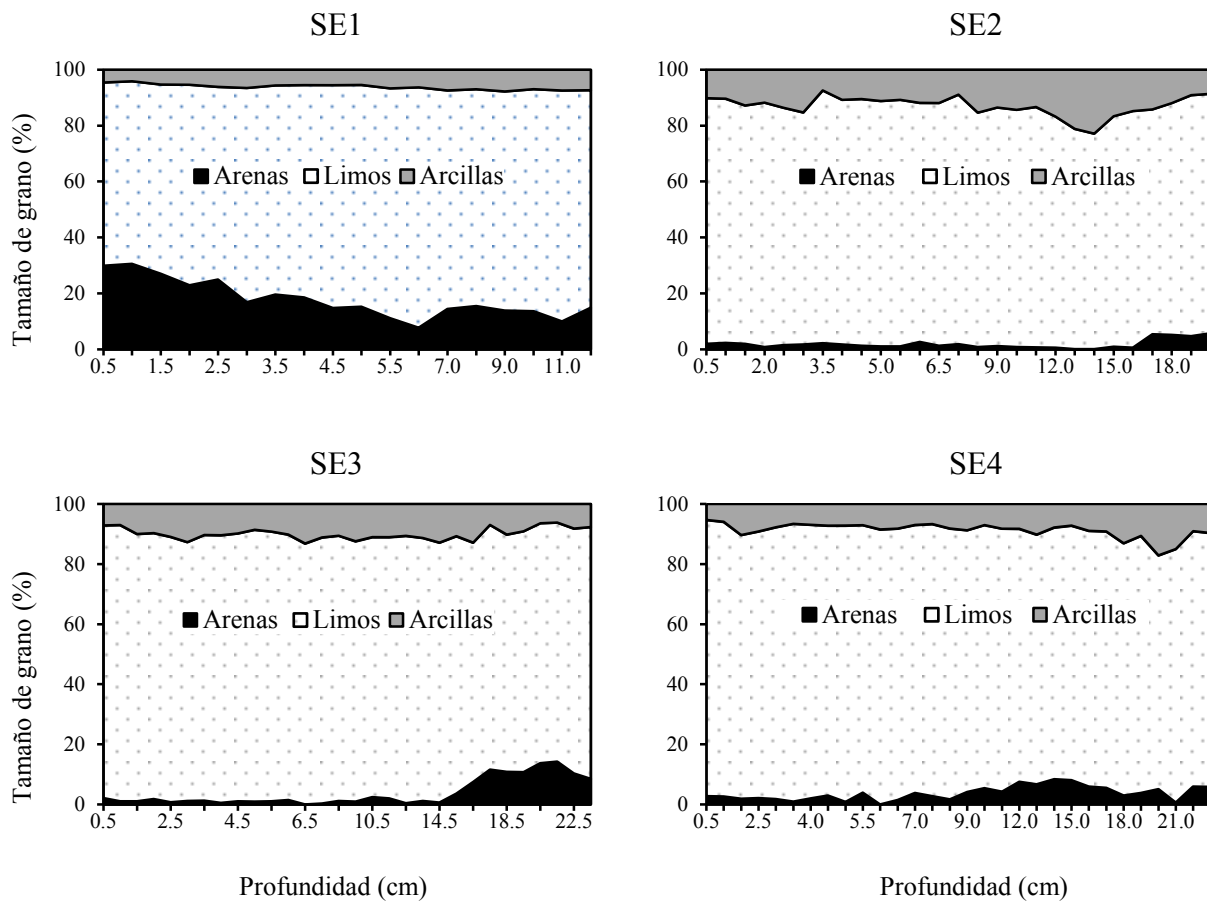 SE1
100
80
60
40
20
0
Tamaño de grano (%)
Arenas Limos Arcillas
0.5 1.5 2.5 3.5 4.5 5.5 7.0 9.0 11.0
SE2
100
80
60
40
20
0
Arenas Limos Arcillas
0.5 2.0 3.5 5.0 6.5 9.0 12.0 15.0 18.0
SE3
100
80
60
40
20
0
Tamaño de grano (%)
Arenas Limos Arcillas
0.5 2.5 4.5 6.5 10.5 14.5 18.5 22.5
Profundidad (cm)
SE4
100
80
60
40
20
0
Arenas Limos Arcillas
0.5 2.5 4.0 5.5 7.0 9.0 12.0 15.0 18.0 21.0
Profundidad (cm)